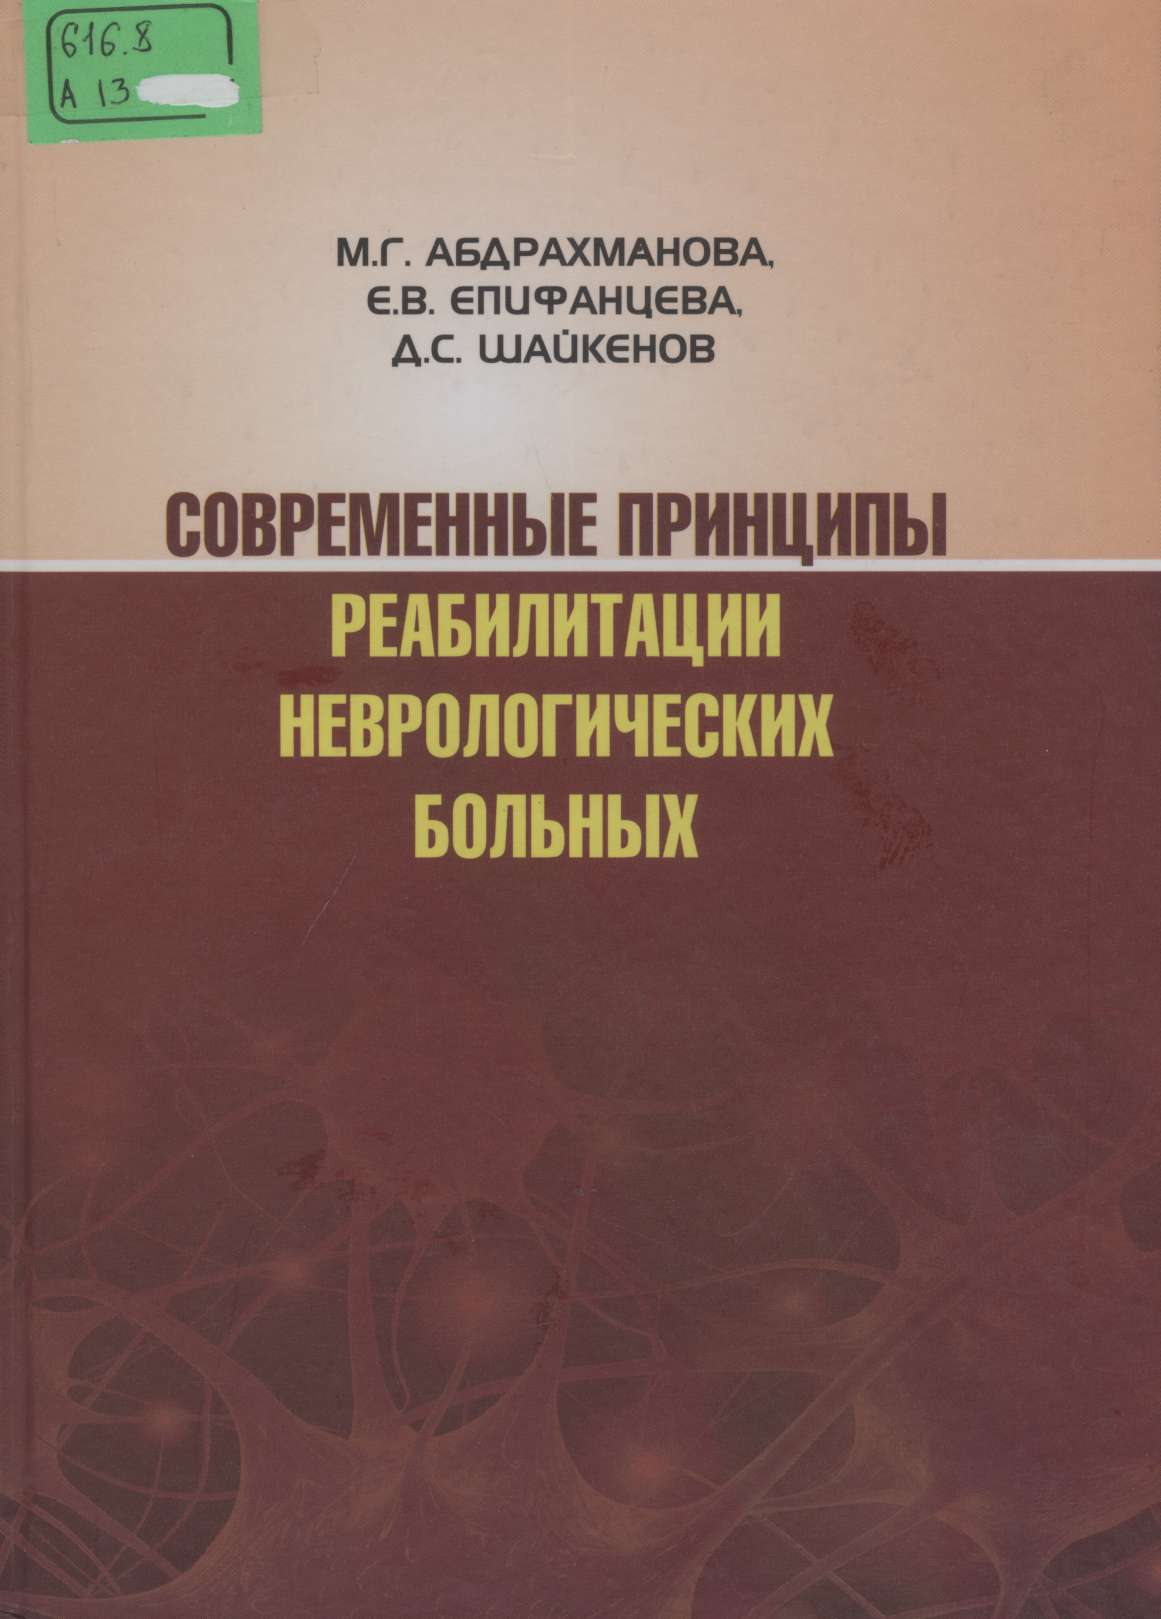 616.8
А 13
М.Г. АБДРАХМАНОВА,
Е.В. ЕПИФАНЦЕВА,
Д.С. ШАЙКЕНОВ
СОВРЕМЕННЫЕ ПРИНЦИПЫ
РЕАБИЛИТАЦИИ
НЕВРОЛОГИЧЕСКИХ
БОЛЬНЫХ